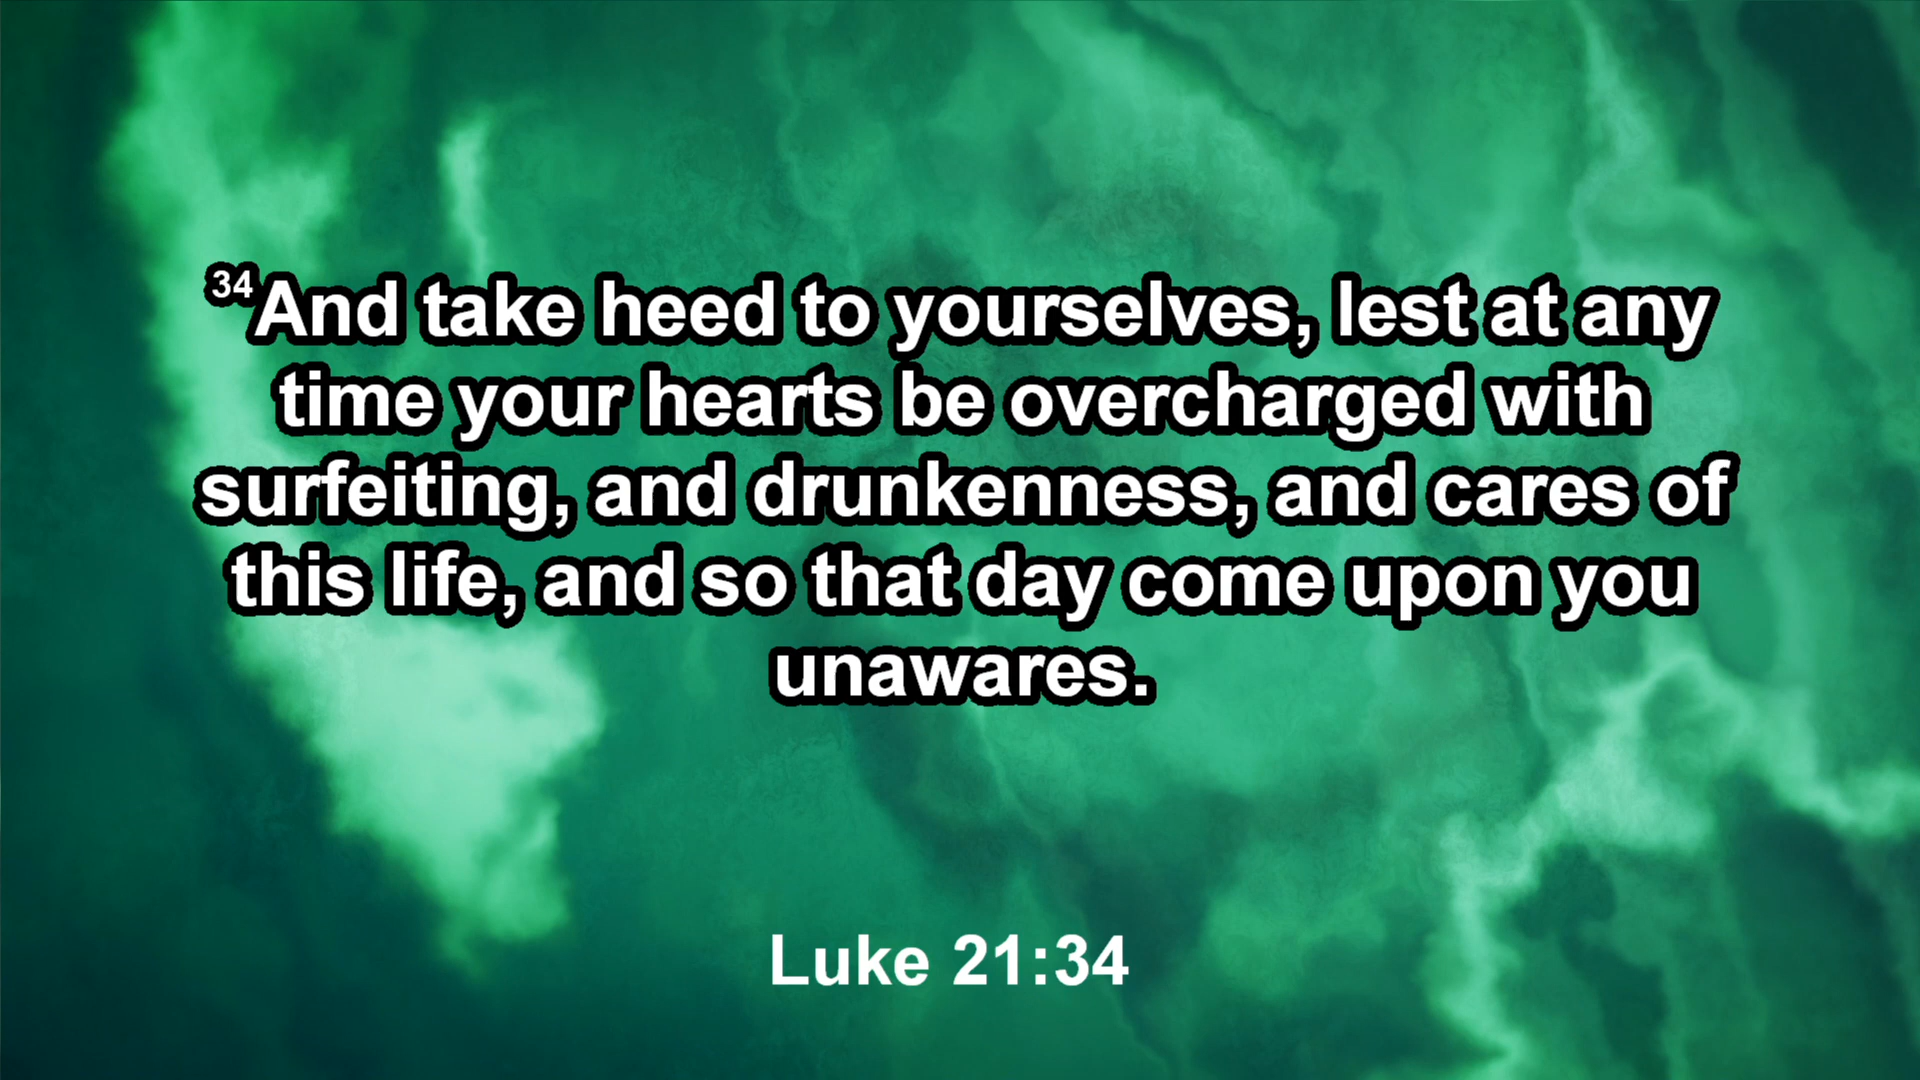 34And take heed to yourselves, lest at any
time your hearts be overcharged with
surfeiting, and drunkenness, and cares of
this life, and so that day come upon you
unawares.
Luke 21:34